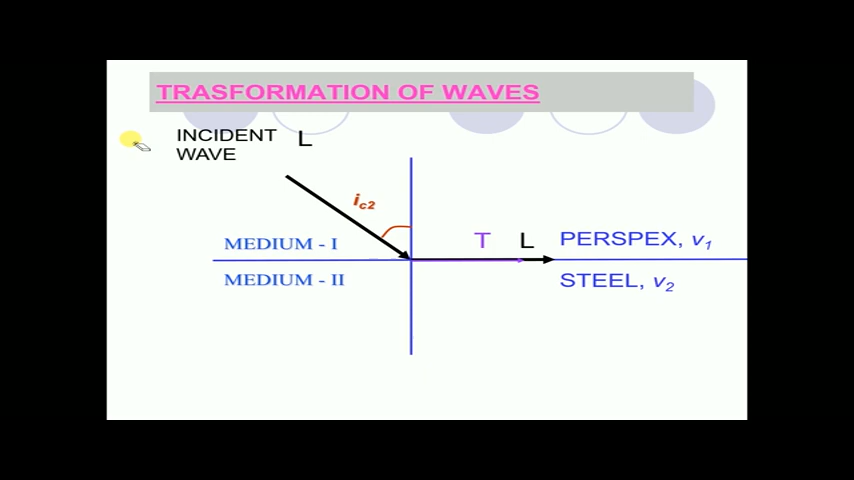 TRASFORMATION OF WAVES
INCIDENT L
WAVE
ic2
MEDIUM - I
T L PERSPEX, v1
MEDIUM - II
STEEL, v2